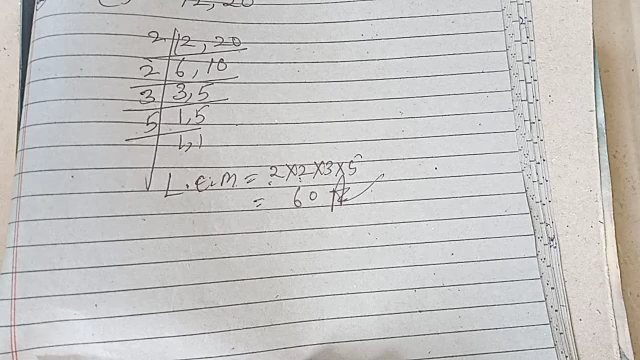 12, 20
2 | 12, 20
2 | 6, 10
3 | 3, 5
5 | 1, 5
| 1, 1
L.C.M = 2×2×3×5
= 60